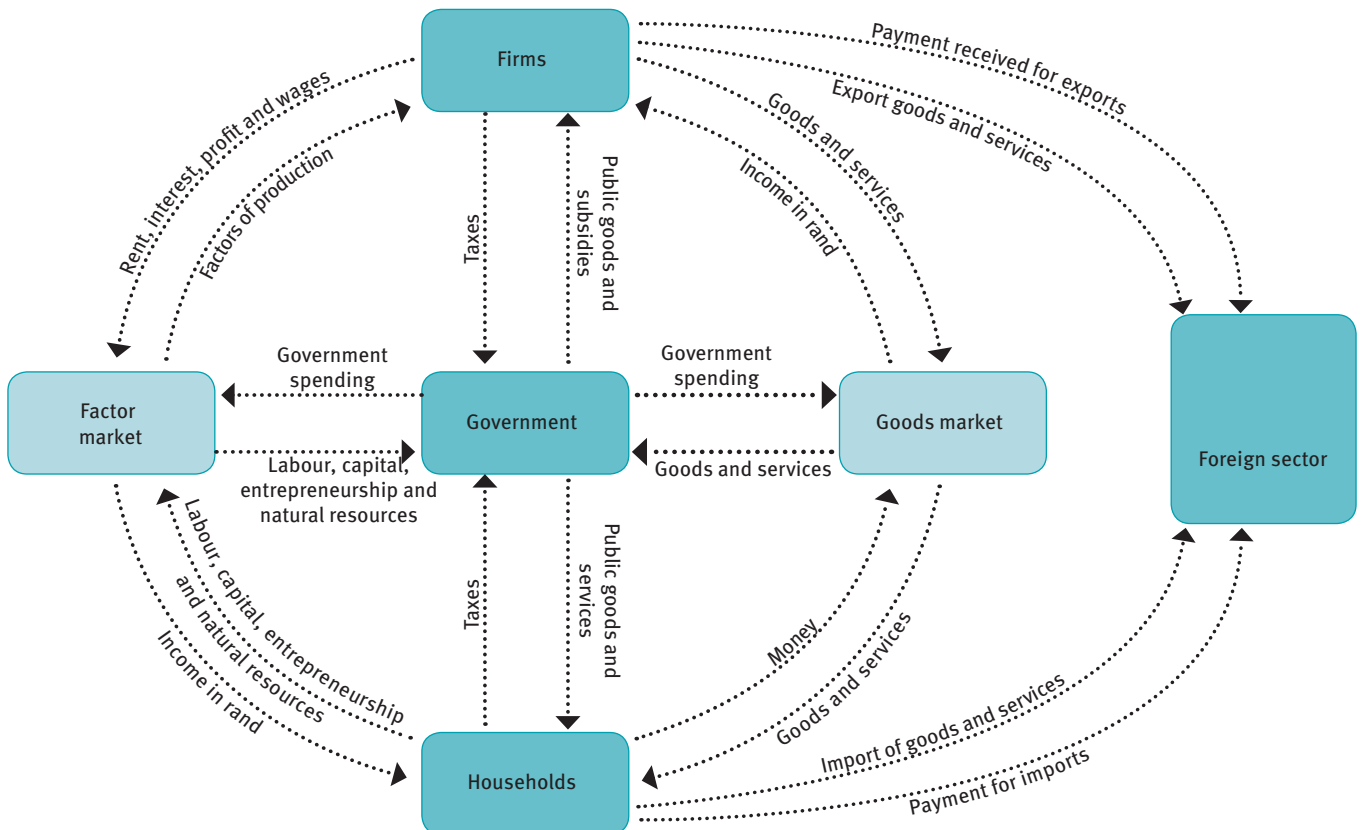 Firms
Payment received for exports
Export goods and services
Goods and services
Income in rand
Rent, interest, profit and wages
Factors of production
Taxes
Public goods and
subsidies
Government
spending
Government
spending
Factor
market
Government
Goods market
Foreign sector
Labour, capital,
entrepreneurship and
natural resources
Goods and services
Labour, capital, entrepreneurship
and natural resources
Income in rand
Taxes
Public goods and
services
Money
Goods and services
Import of goods and services
Payment for imports
Households